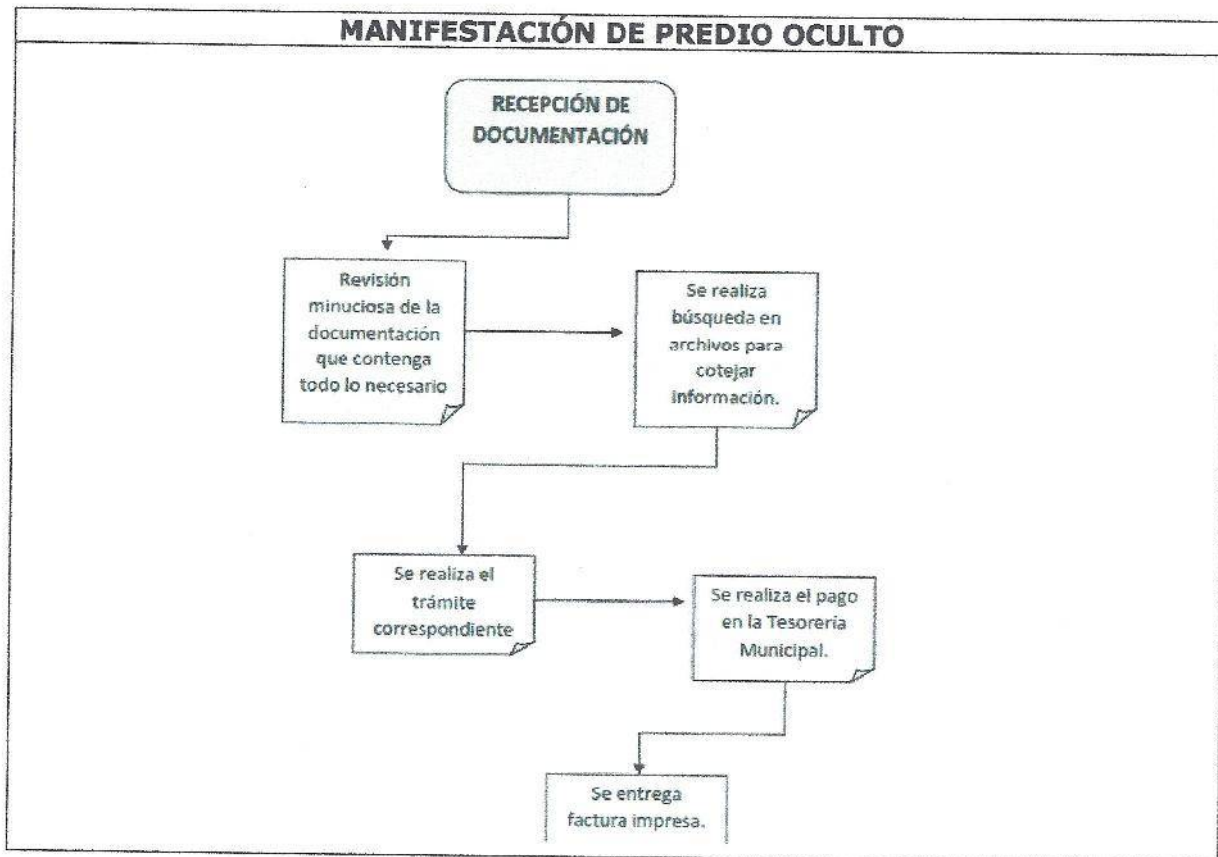 MANIFESTACIÓN DE PREDIO OCULTO
RECEPCIÓN DE
DOCUMENTACIÓN
Revisión
minuciosa de la
documentación
que contenga
todo lo necesario
Se realiza
búsqueda en
archivos para
cotejar
información.
Se realiza el
trámite
correspondiente
Se realiza el pago
en la Tesorería
Municipal.
Se entrega
factura impresa.